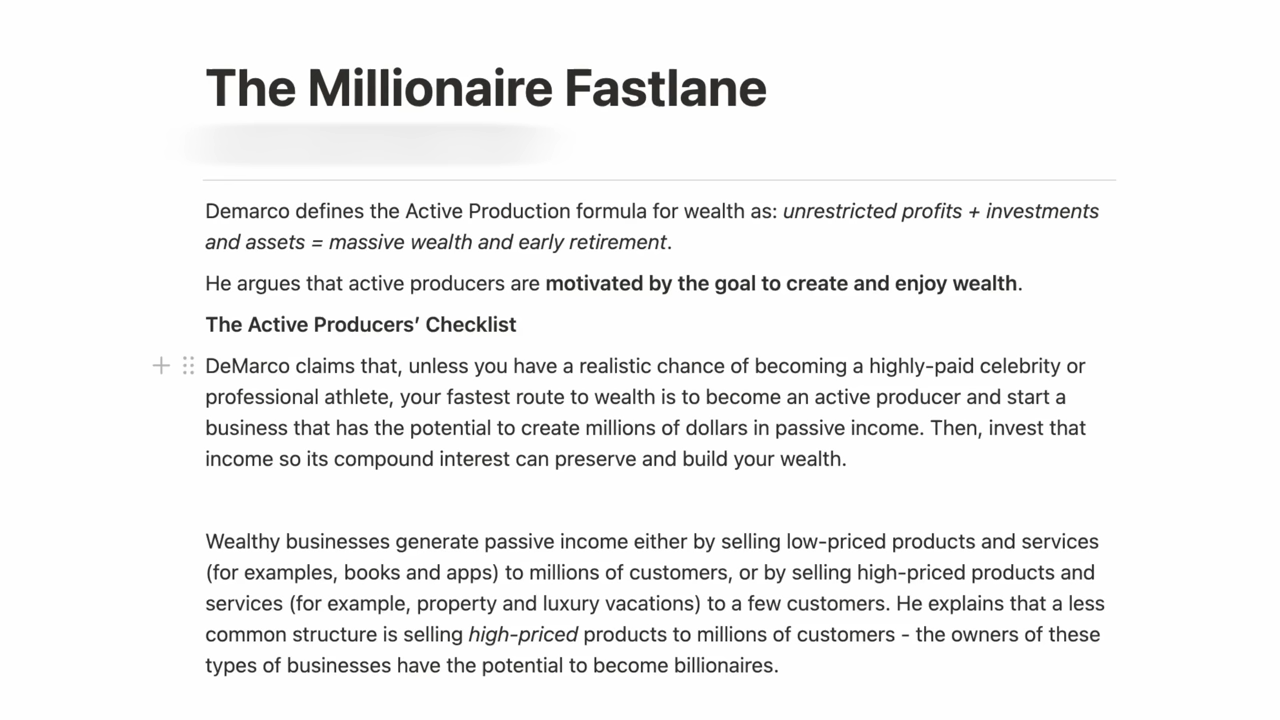 The Millionaire Fastlane
Demarco defines the Active Production formula for wealth as: unrestricted profits + investments
and assets = massive wealth and early retirement.
He argues that active producers are motivated by the goal to create and enjoy wealth.
The Active Producers’ Checklist
DeMarco claims that, unless you have a realistic chance of becoming a highly-paid celebrity or
professional athlete, your fastest route to wealth is to become an active producer and start a
business that has the potential to create millions of dollars in passive income. Then, invest that
income so its compound interest can preserve and build your wealth.
Wealthy businesses generate passive income either by selling low-priced products and services
(for examples, books and apps) to millions of customers, or by selling high-priced products and
services (for example, property and luxury vacations) to a few customers. He explains that a less
common structure is selling high-priced products to millions of customers - the owners of these
types of businesses have the potential to become billionaires.